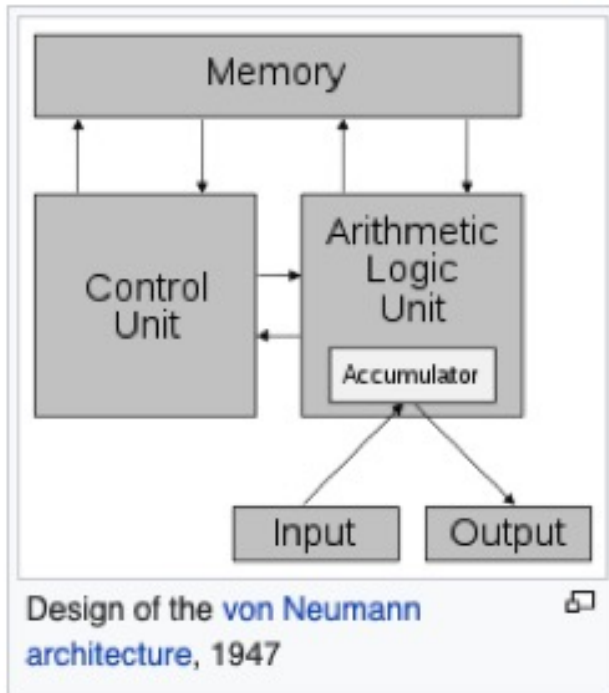 Memory
Control
Unit
Arithmetic
Logic
Unit
Accumulator
Input
Output
Design of the von Neumann
architecture, 1947